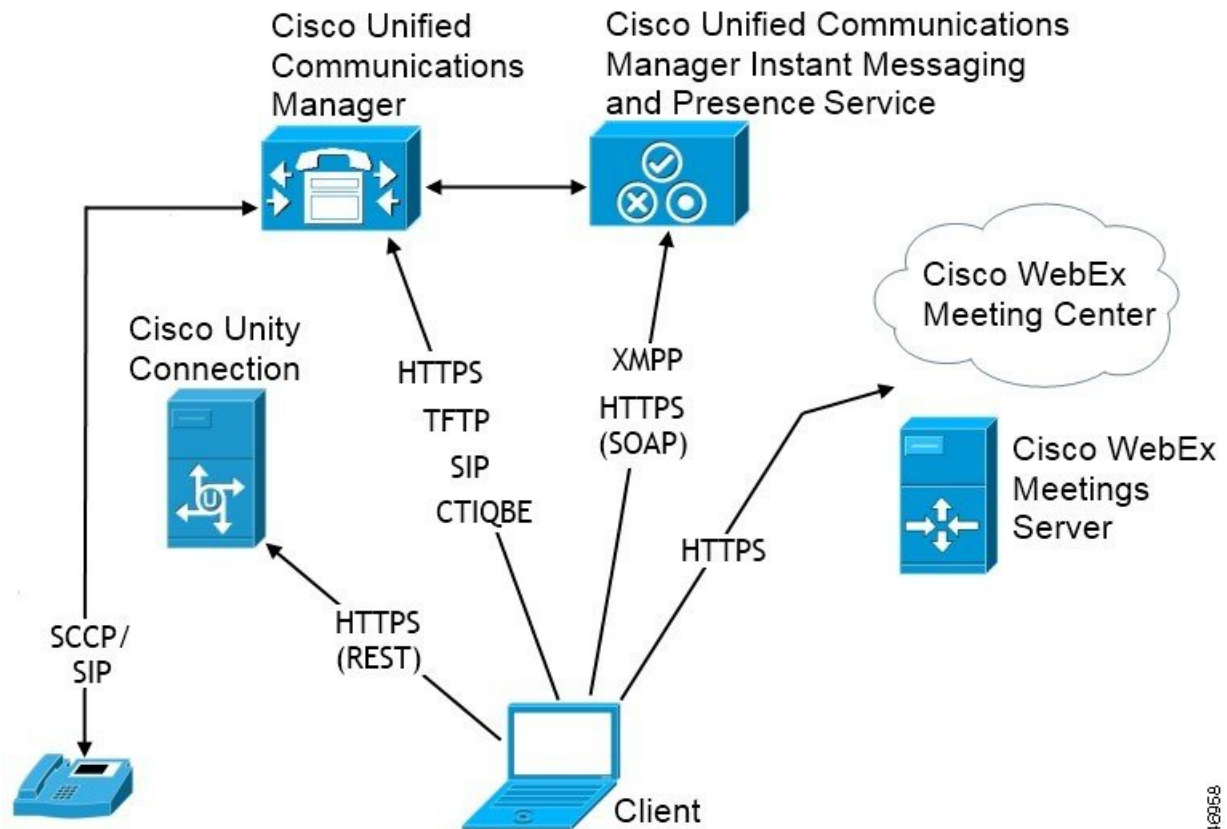 Cisco Unified
Communications
Manager
Cisco Unified Communications
Manager Instant Messaging
and Presence Service
Cisco WebEx
Meeting Center
Cisco Unity
Connection
HTTPS
TFTP
SIP
CTIQBE
XMPP
HTTPS
(SOAP)
Cisco WebEx
Meetings
Server
HTTPS
U
HTTPS
(REST)
SCCP/
SIP
Client